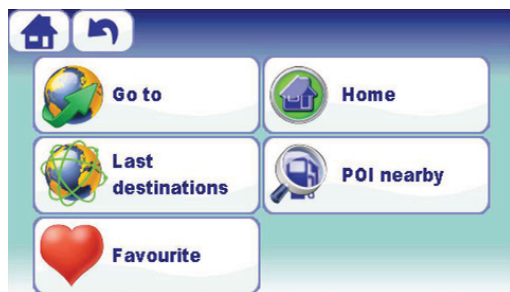 Go to
Home
Last
destinations
POI nearby
Favourite